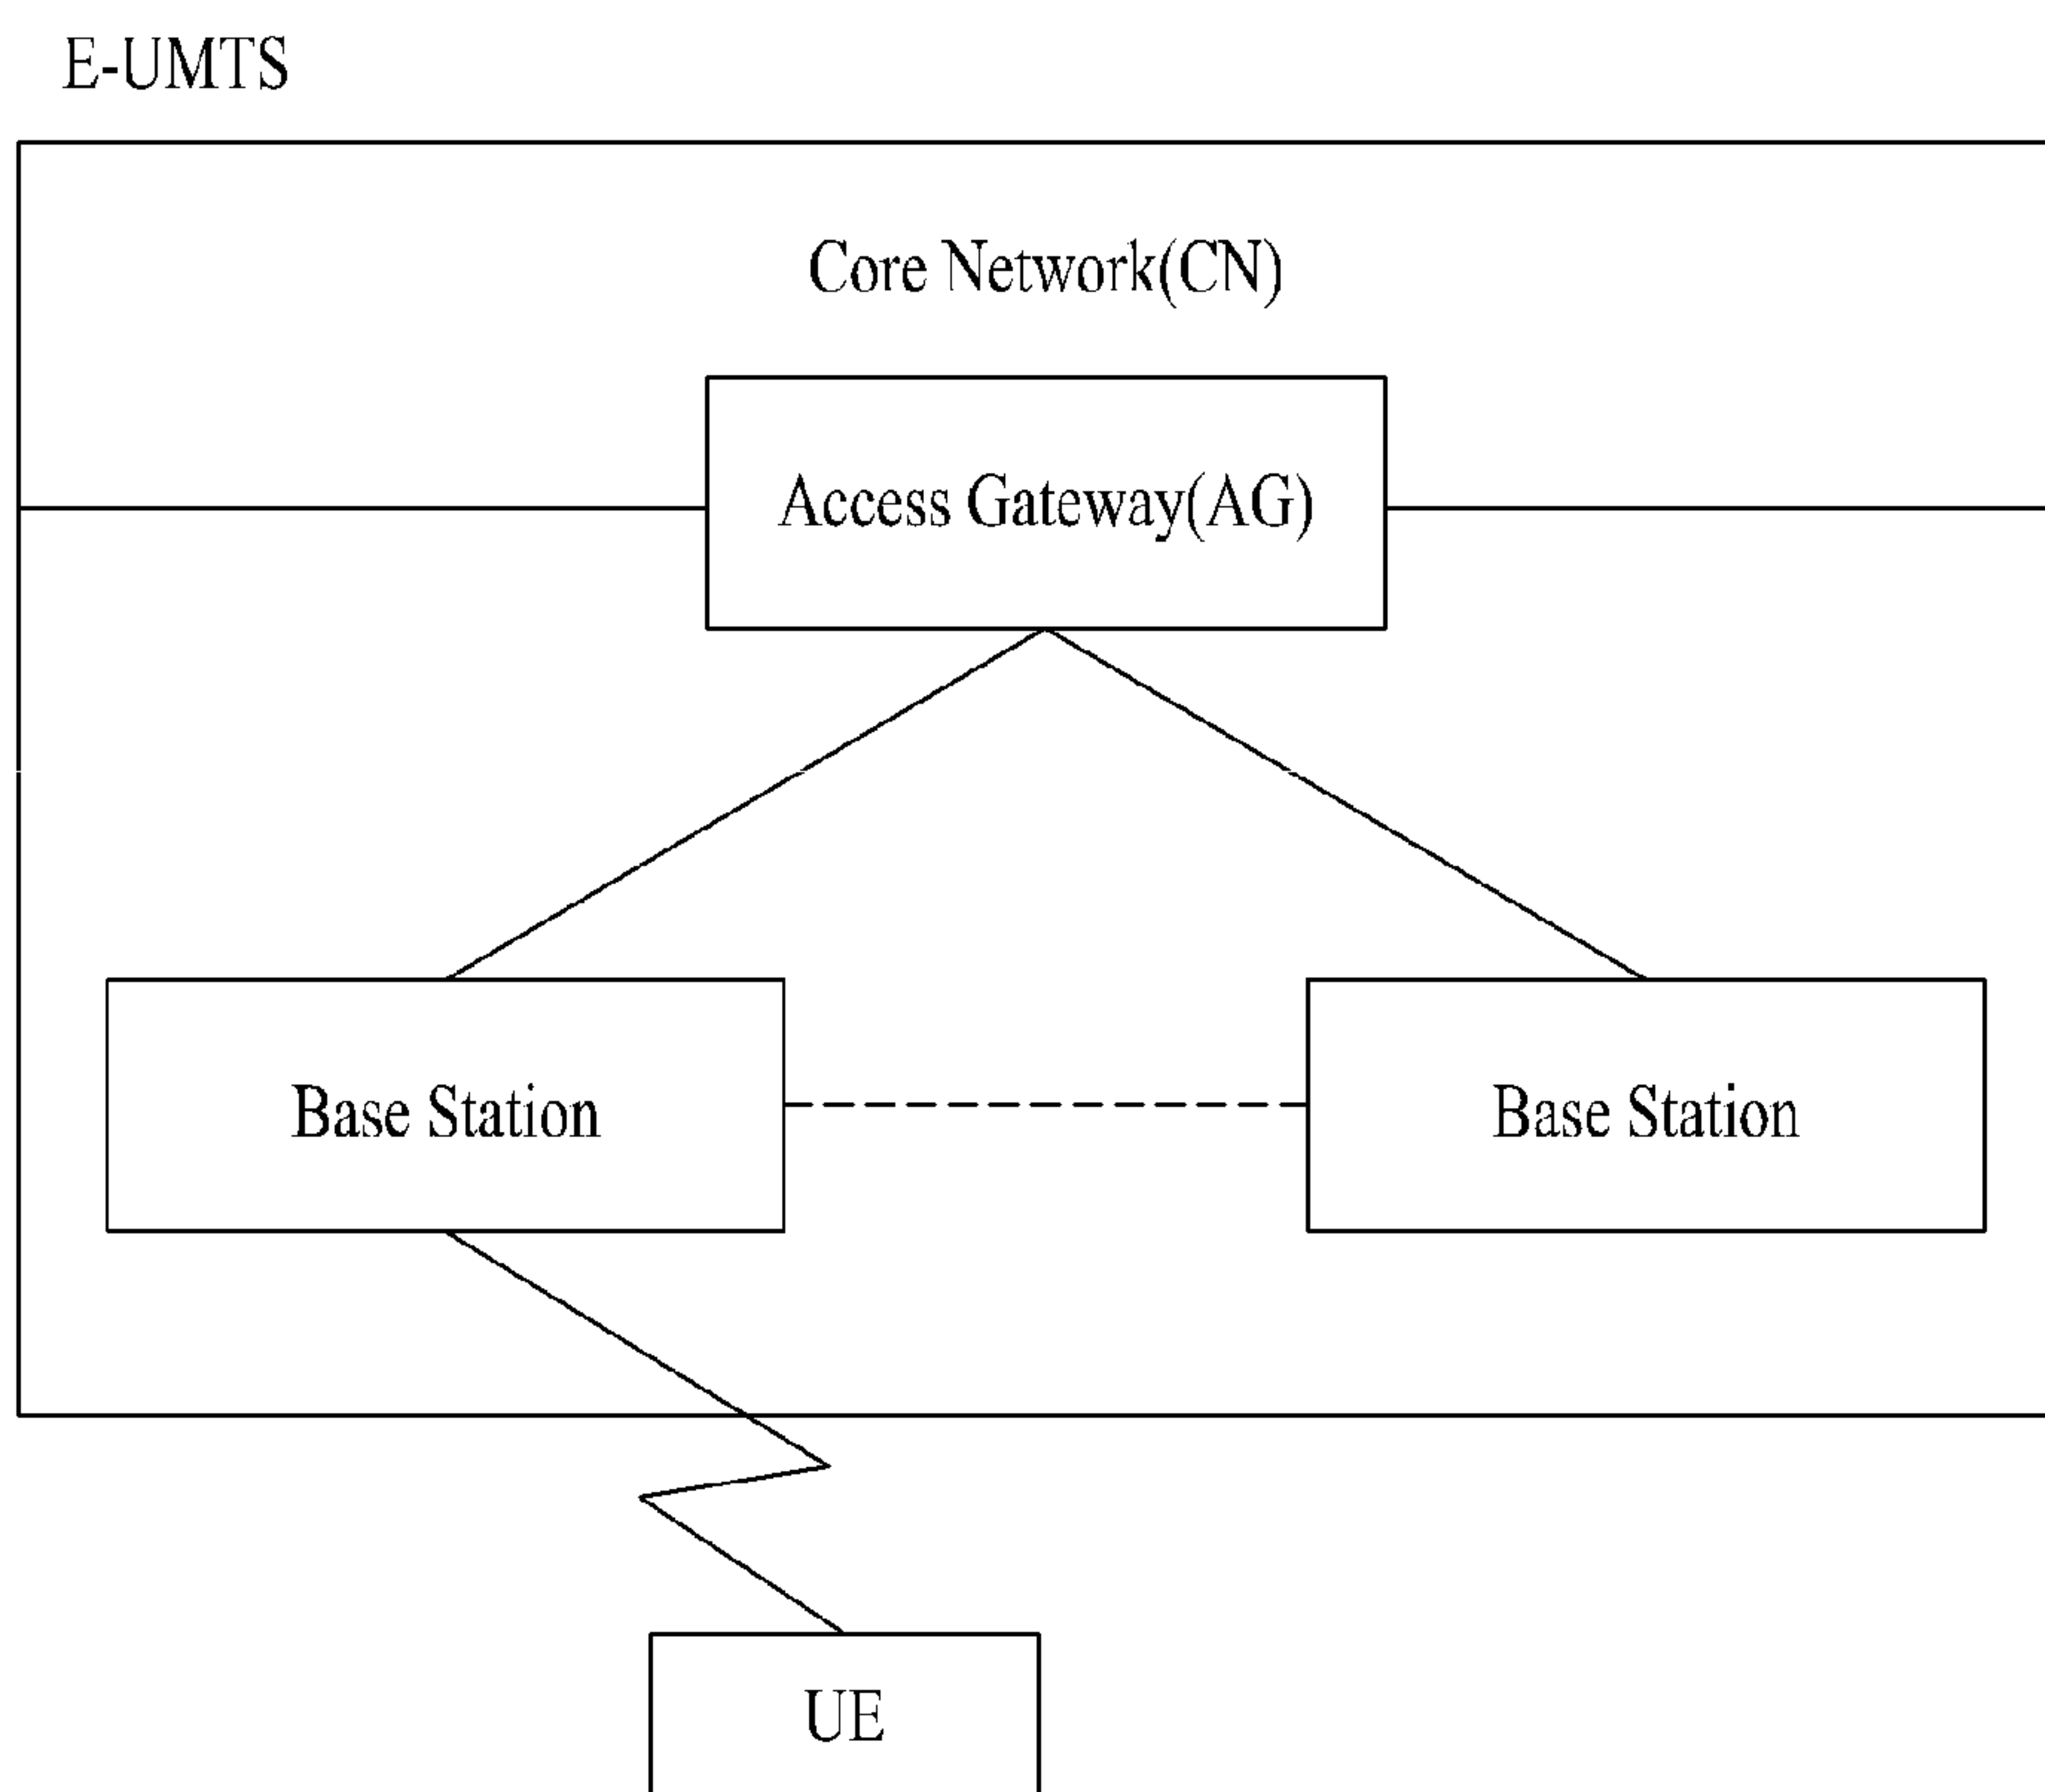 E-UMTS
Core Network(CN)
Access Gateway(AG)
Base Station
Base Station
UE